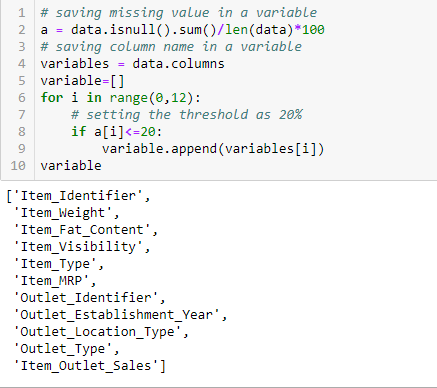 1 # saving missing value in a variable
2 a = data.isnull().sum()/len(data)*100
3 # saving column name in a variable
4 variables = data.columns
5 variable=[]
6 for i in range(0,12):
7     # setting the threshold as 20%
8     if a[i]<=20:
9         variable.append(variables[i])
10 variable
['Item_Identifier',
 'Item_Weight',
 'Item_Fat_Content',
 'Item_Visibility',
 'Item_Type',
 'Item_MRP',
 'Outlet_Identifier',
 'Outlet_Establishment_Year',
 'Outlet_Location_Type',
 'Outlet_Type',
 'Item_Outlet_Sales']